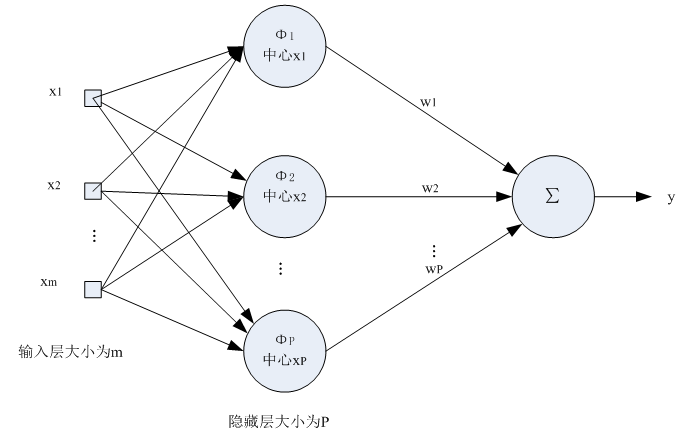 Φ1
中心x1
x1
w1
Φ2
中心x2
x2
w2
Σ
y
⋮
⋮
⋮
wP
xm
ΦP
中心xP
输入层大小为m
隐藏层大小为P